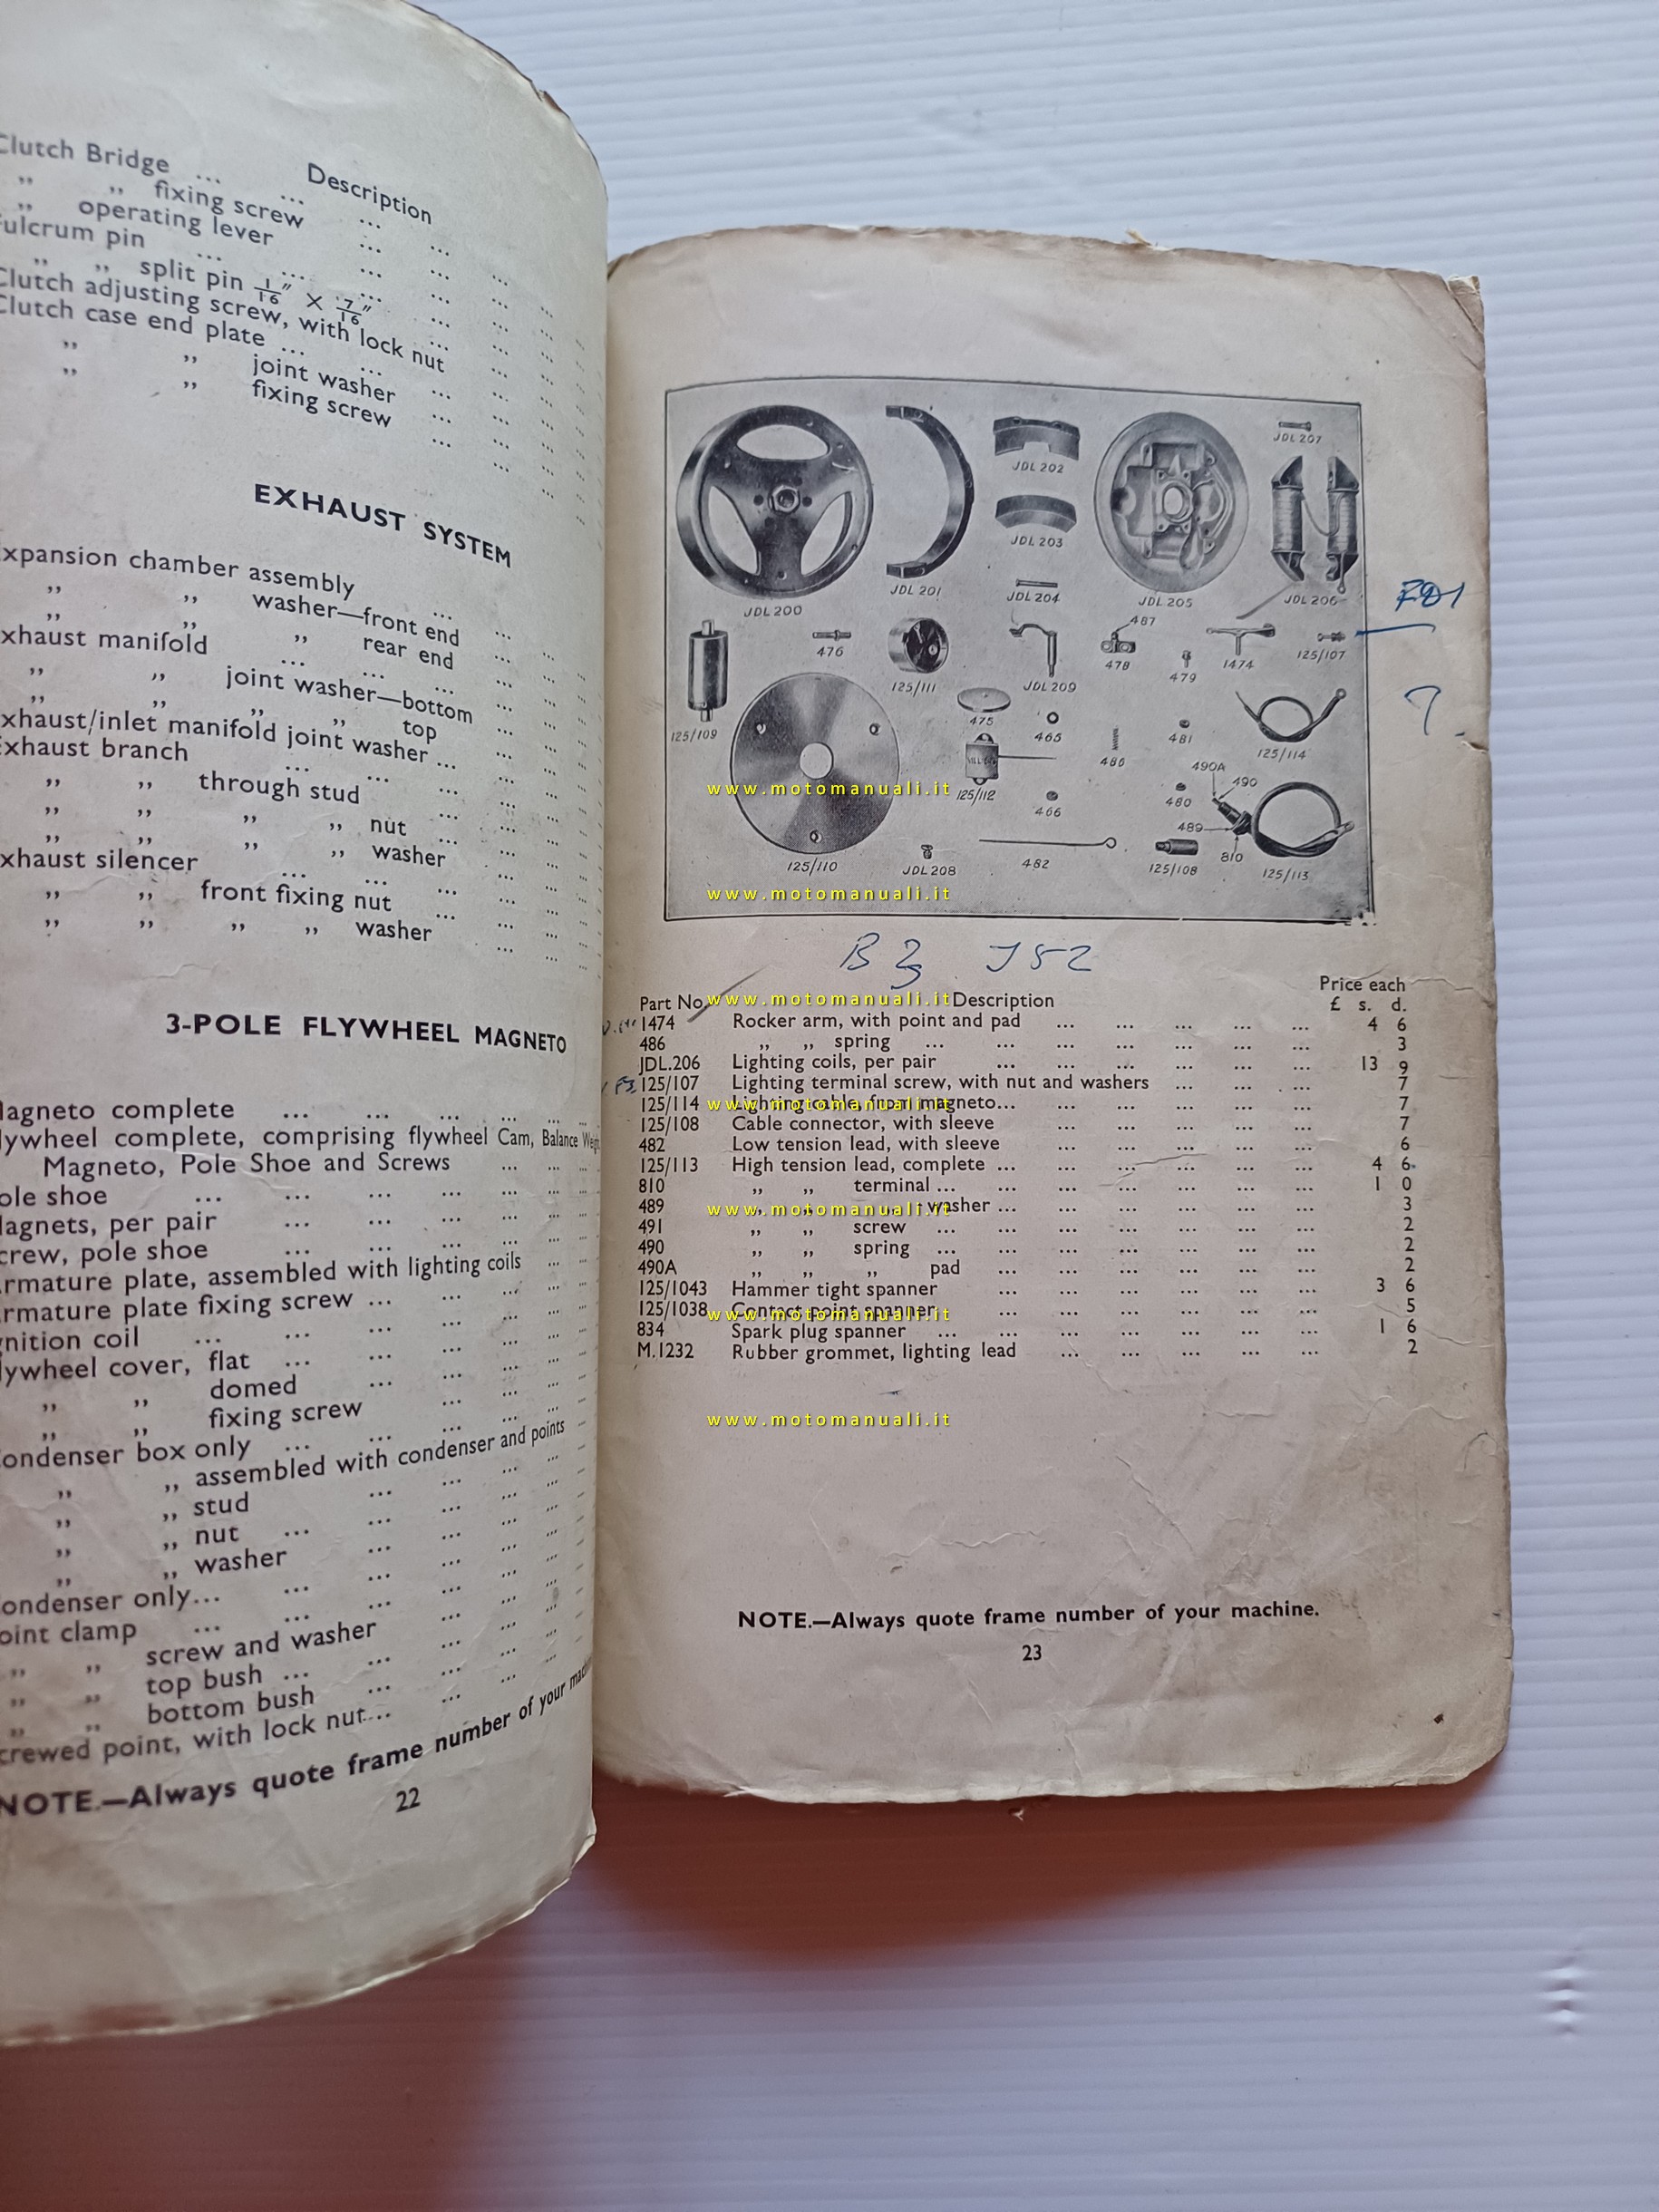 Clutch Bridge ... ... ...
Description
,, ,, fixing screw ... ...
,, operating lever ... ...
Fulcrum pin ... ... ...
,, ,, split pin 1/16" × 7/16"
Clutch adjusting screw, with lock nut
Clutch case end plate ... ...
,, ,, joint washer ...
,, ,, fixing screw ...
EXHAUST SYSTEM
Expansion chamber assembly ... ...
,, ,, washer—front end
,, ,, ,, rear end
Exhaust manifold ... ... ...
,, ,, joint washer—bottom
,, ,, ,, ,, top
Exhaust/inlet manifold joint washer ...
Exhaust branch ... ... ...
,, ,, through stud ...
,, ,, ,, ,, nut ...
,, ,, ,, ,, washer ...
Exhaust silencer ... ... ...
,, ,, front fixing nut ...
,, ,, ,, ,, washer ...
3-POLE FLYWHEEL MAGNETO
Magneto complete ... ... ... ...
Flywheel complete, comprising flywheel Cam, Balance
Magneto, Pole Shoe and Screws ... ... ...
Pole shoe ... ... ... ... ...
Magnets, per pair ... ... ... ...
Screw, pole shoe ... ... ... ...
Armature plate, assembled with lighting coils ... ...
Armature plate fixing screw ... ... ...
Ignition coil ... ... ... ...
Flywheel cover, flat ... ... ... ...
,, ,, domed ... ... ...
,, ,, fixing screw ... ...
Condenser box only ... ... ... ...
,, ,, assembled with condenser and points
,, ,, stud ... ... ...
,, ,, nut ... ... ... ...
,, ,, washer ... ... ...
Condenser only... ... ... ... ...
Point clamp ... ... ... ...
,, ,, screw and washer ... ...
,, ,, top bush ... ... ...
,, ,, bottom bush ... ...
Screwed point, with lock nut... ...
NOTE.—Always quote frame number of your
22
JDL 200
JDL 201
JDL 202
JDL 203
JDL 204
JDL 205
JDL 207
JDL 206
487
476
125/111
JDL 209
478
479
1474
125/107
125/109
475
465
486
481
125/114
125/112
466
490A
490
480
489
810
125/110
JDL 208
482
125/108
125/113
?
B 3 J52
Price each
Part No. Description £ s. d.
1474 Rocker arm, with point and pad ... ... ... ... ... 4 6
486 ,, ,, spring ... ... ... ... ... ... ... 3
JDL.206 Lighting coils, per pair ... ... ... ... ... ... 13 9
125/107 Lighting terminal screw, with nut and washers ... ... ... 7
125/114 Lighting cable, from magneto... ... ... ... ... ... 7
125/108 Cable connector, with sleeve ... ... ... ... ... 7
482 Low tension lead, with sleeve ... ... ... ... ... 6
125/113 High tension lead, complete ... ... ... ... ... ... 4 6
810 ,, ,, terminal ... ... ... ... ... ... ... 1 0
489 ,, ,, ,, washer ... ... ... ... ... ... 3
491 ,, ,, screw ... ... ... ... ... ... ... 2
490 ,, ,, spring ... ... ... ... ... ... ... 2
490A ,, ,, ,, pad ... ... ... ... ... ... 2
125/1043 Hammer tight spanner ... ... ... ... ... ... 3 6
125/1038 Contact point spanner ... ... ... ... ... ... 5
834 Spark plug spanner ... ... ... ... ... ... ... 1 6
M.1232 Rubber grommet, lighting lead ... ... ... ... ... 2
NOTE.—Always quote frame number of your machine.
23
www.motomanuali.it
www.motomanuali.it
www.motomanuali.it
www.motomanuali.it
www.motomanuali.it
www.motomanuali.it
www.motomanuali.it